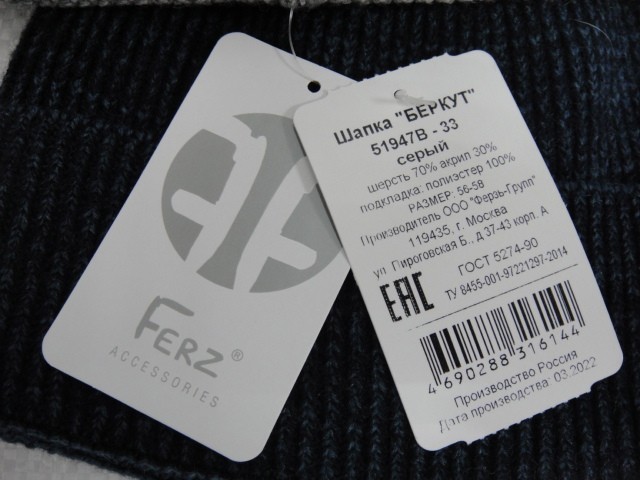 FERZ®
ACCESSORIES
Шапка "БЕРКУТ"
51947В - 33
серый
шерсть 70% акрил 30%
подкладка: полиэстер 100%
РАЗМЕР: 56-58
Производитель ООО "Ферзь-Групп"
119435, г. Москва
ул. Пироговская Б., д 37-43 корп. А
ГОСТ 5274-90
ТУ 8455-001-97221297-2014
EAC
4 690288 316144
Производство Россия
Дата производства: 03.2022